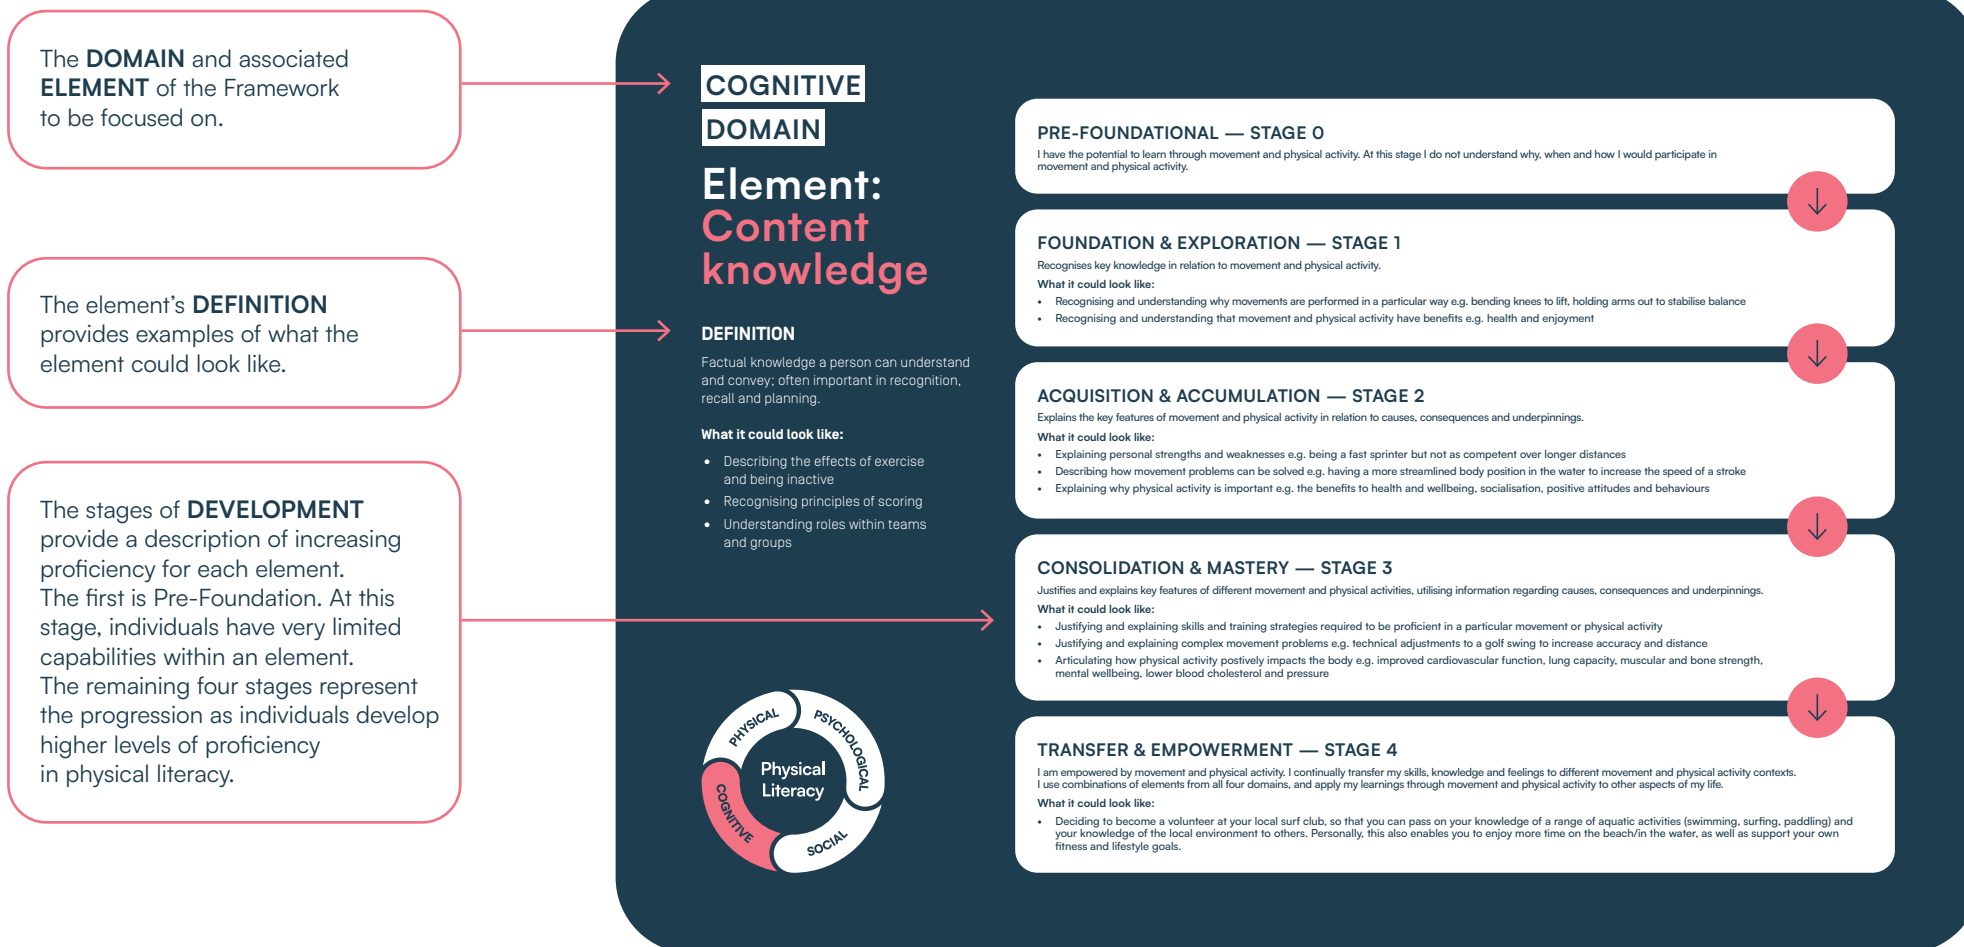 The DOMAIN and associated
ELEMENT of the Framework
to be focused on.
The element's DEFINITION
provides examples of what the
element could look like.
The stages of DEVELOPMENT
provide a description of increasing
proficiency for each element.
The first is Pre-Foundation. At this
stage, individuals have very limited
capabilities within an element.
The remaining four stages represent
the progression as individuals develop
higher levels of proficiency
in physical literacy.
COGNITIVE
DOMAIN
Element:
Content
knowledge
DEFINITION
Factual knowledge a person can understand
and convey; often important in recognition,
recall and planning.
What it could look like:
• Describing the effects of exercise
and being inactive
• Recognising principles of scoring
• Understanding roles within teams
and groups
PHYSICAL
PSYCHOLOGICAL
SOCIAL
COGNITIVE
Physical
Literacy
PRE-FOUNDATIONAL — STAGE 0
I have the potential to learn through movement and physical activity. At this stage I do not understand why, when and how I would participate in
movement and physical activity.
FOUNDATION & EXPLORATION — STAGE 1
Recognises key knowledge in relation to movement and physical activity.
What it could look like:
• Recognising and understanding why movements are performed in a particular way e.g. bending knees to lift, holding arms out to stabilise balance
• Recognising and understanding that movement and physical activity have benefits e.g. health and enjoyment
ACQUISITION & ACCUMULATION — STAGE 2
Explains the key features of movement and physical activity in relation to causes, consequences and underpinnings.
What it could look like:
• Explaining personal strengths and weaknesses e.g. being a fast sprinter but not as competent over longer distances
• Describing how movement problems can be solved e.g. having a more streamlined body position in the water to increase the speed of a stroke
• Explaining why physical activity is important e.g. the benefits to health and wellbeing, socialisation, positive attitudes and behaviours
CONSOLIDATION & MASTERY — STAGE 3
Justifies and explains key features of different movement and physical activities, utilising information regarding causes, consequences and underpinnings.
What it could look like:
• Justifying and explaining skills and training strategies required to be proficient in a particular movement or physical activity
• Justifying and explaining complex movement problems e.g. technical adjustments to a golf swing to increase accuracy and distance
• Articulating how physical activity postively impacts the body e.g. improved cardiovascular function, lung capacity, muscular and bone strength,
mental wellbeing, lower blood cholesterol and pressure
TRANSFER & EMPOWERMENT — STAGE 4
I am empowered by movement and physical activity. I continually transfer my skills, knowledge and feelings to different movement and physical activity contexts.
I use combinations of elements from all four domains, and apply my learnings through movement and physical activity to other aspects of my life.
What it could look like:
• Deciding to become a volunteer at your local surf club, so that you can pass on your knowledge of a range of aquatic activities (swimming, surfing, paddling) and
your knowledge of the local environment to others. Personally, this also enables you to enjoy more time on the beach/in the water, as well as support your own
fitness and lifestyle goals.